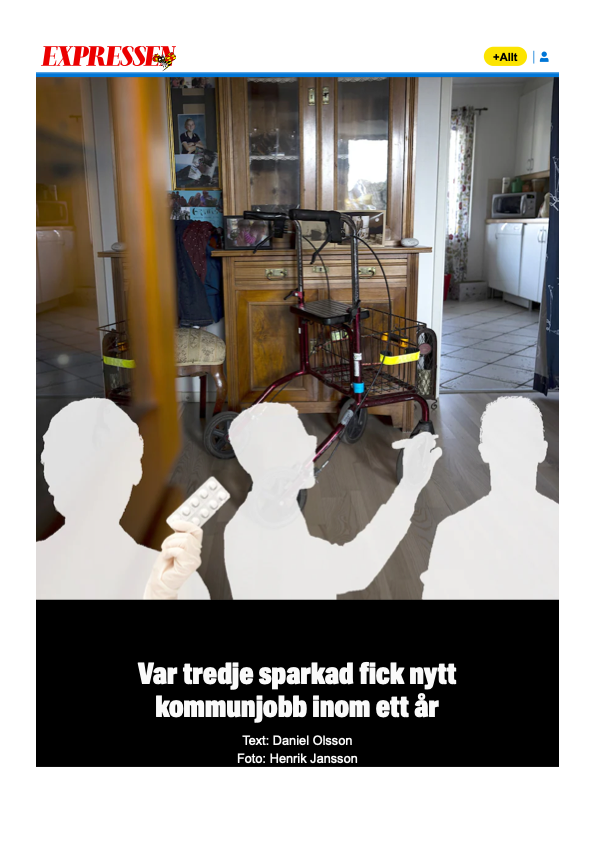 EXPRESSEN
+Allt
Var tredje sparkad fick nytt
kommunjobb inom ett år
Text: Daniel Olsson
Foto: Henrik Jansson